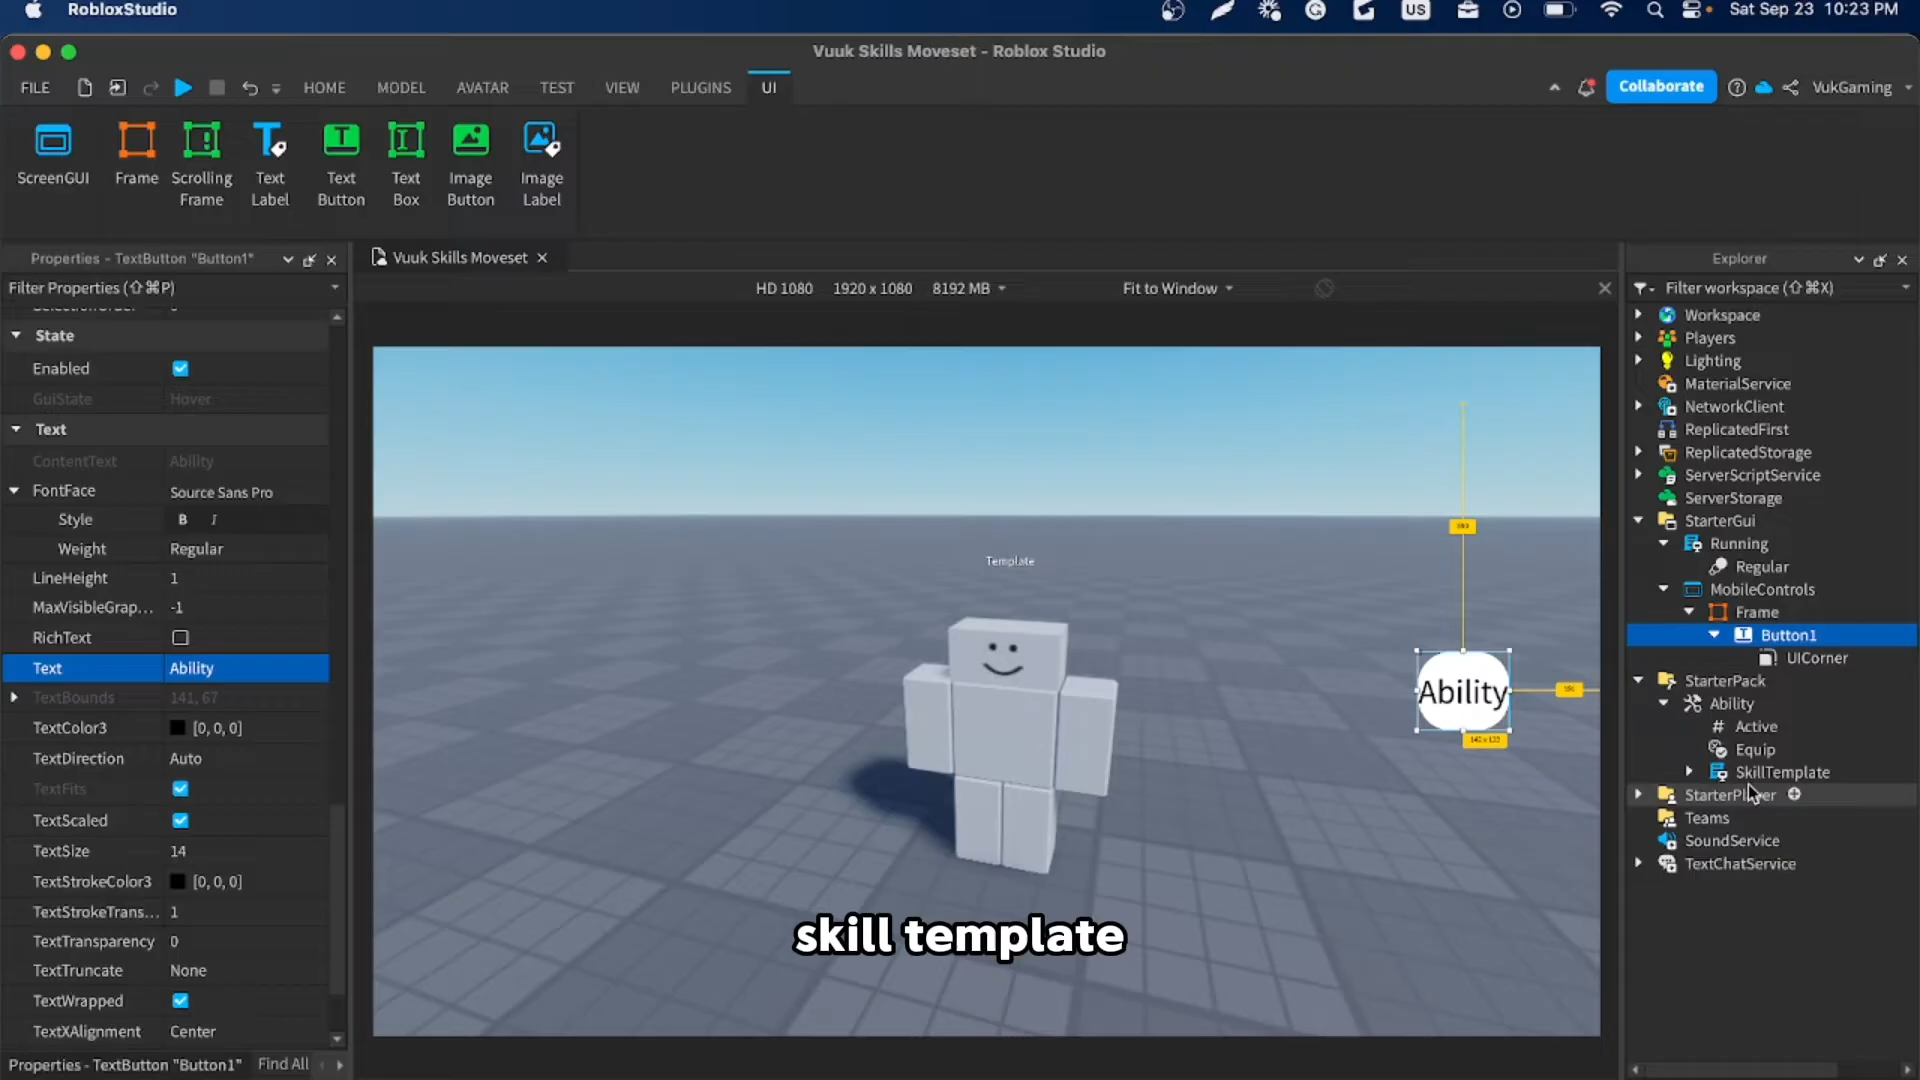 RobloxStudio
US
Sat Sep 23 10:23 PM
Vuuk Skills Moveset - Roblox Studio
FILE
HOME
MODEL
AVATAR
TEST
VIEW
PLUGINS
UI
Collaborate
VukGaming
ScreenGUI
Frame
Scrolling Frame
Text Label
Text Button
Text Box
Image Button
Image Label
Properties - TextButton "Button1"
Filter Properties (⇧⌘P)
State
Enabled
GuiState Hover
Text
ContentText Ability
FontFace Source Sans Pro
Style B I
Weight Regular
LineHeight 1
MaxVisibleGrap... -1
RichText
Text Ability
TextBounds 141, 67
TextColor3 [0, 0, 0]
TextDirection Auto
TextFits
TextScaled
TextSize 14
TextStrokeColor3 [0, 0, 0]
TextStrokeTrans... 1
TextTransparency 0
TextTruncate None
TextWrapped
TextXAlignment Center
Properties - TextButton "Button1" Find All
Vuuk Skills Moveset
HD 1080 1920 x 1080 8192 MB
Fit to Window
Template
Ability
skill template
Explorer
Filter workspace (⇧⌘X)
Workspace
Players
Lighting
MaterialService
NetworkClient
ReplicatedFirst
ReplicatedStorage
ServerScriptService
ServerStorage
StarterGui
Running
Regular
MobileControls
Frame
Button1
UICorner
StarterPack
Ability
Active
Equip
SkillTemplate
StarterPlayer
Teams
SoundService
TextChatService